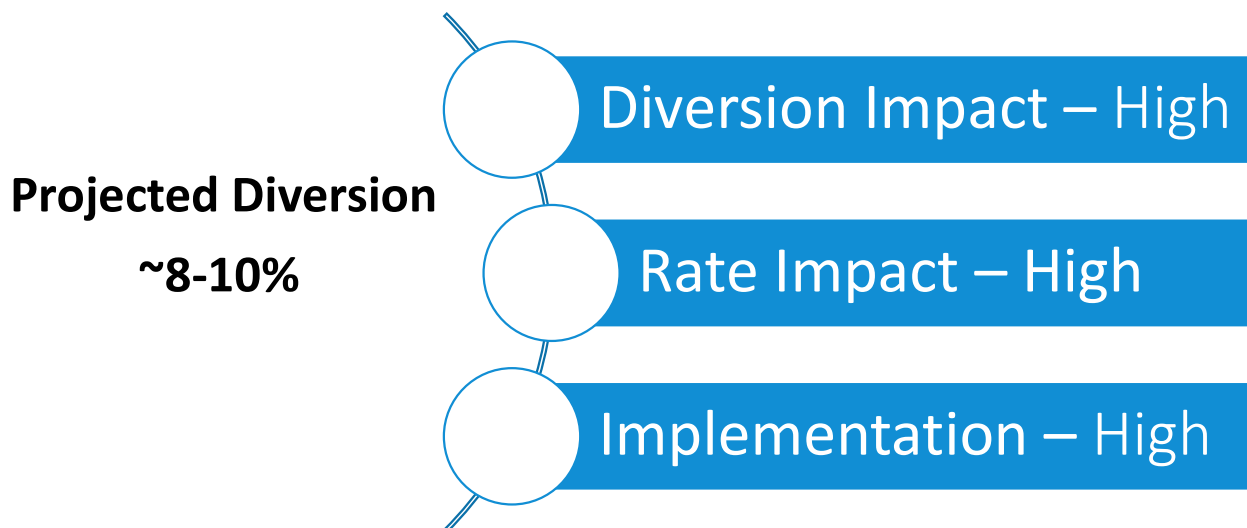 Projected Diversion
~8-10%
Diversion Impact – High
Rate Impact – High
Implementation – High